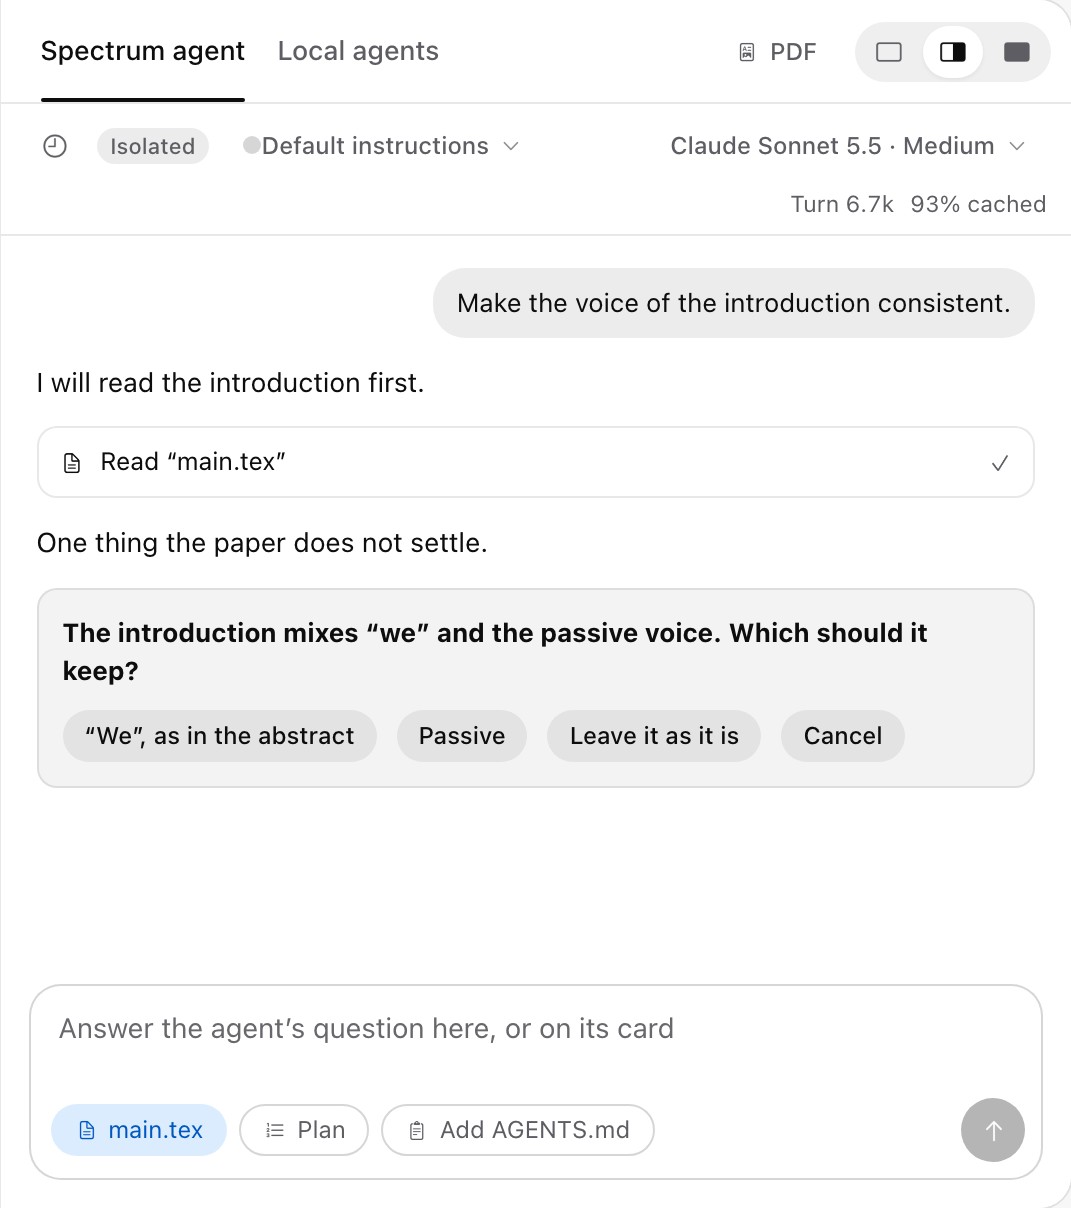 Spectrum agent
Local agents
PDF
Isolated
Default instructions
Claude Sonnet 5.5 · Medium
Turn 6.7k 93% cached
Make the voice of the introduction consistent.
I will read the introduction first.
Read “main.tex”
One thing the paper does not settle.
The introduction mixes “we” and the passive voice. Which should it
keep?
“We”, as in the abstract
Passive
Leave it as it is
Cancel
Answer the agent’s question here, or on its card
main.tex
Plan
Add AGENTS.md